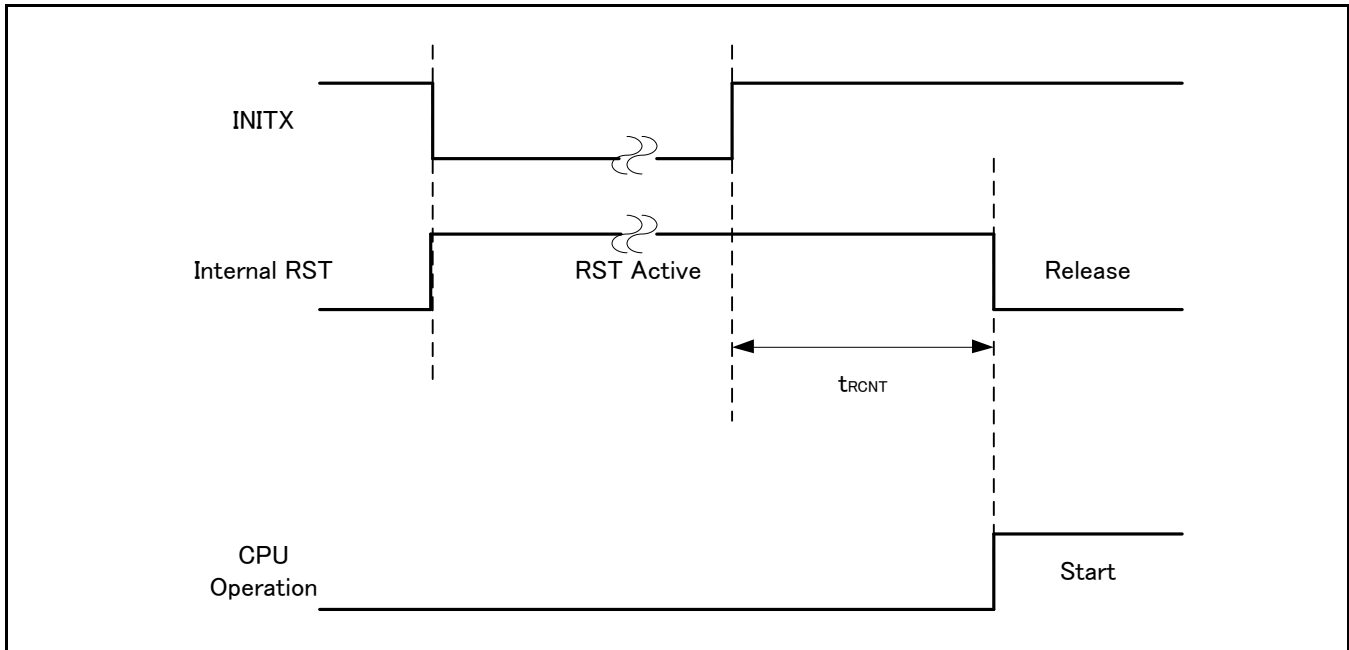 INITX
Internal RST
RST Active
Release
tRCNT
CPU
Operation
Start